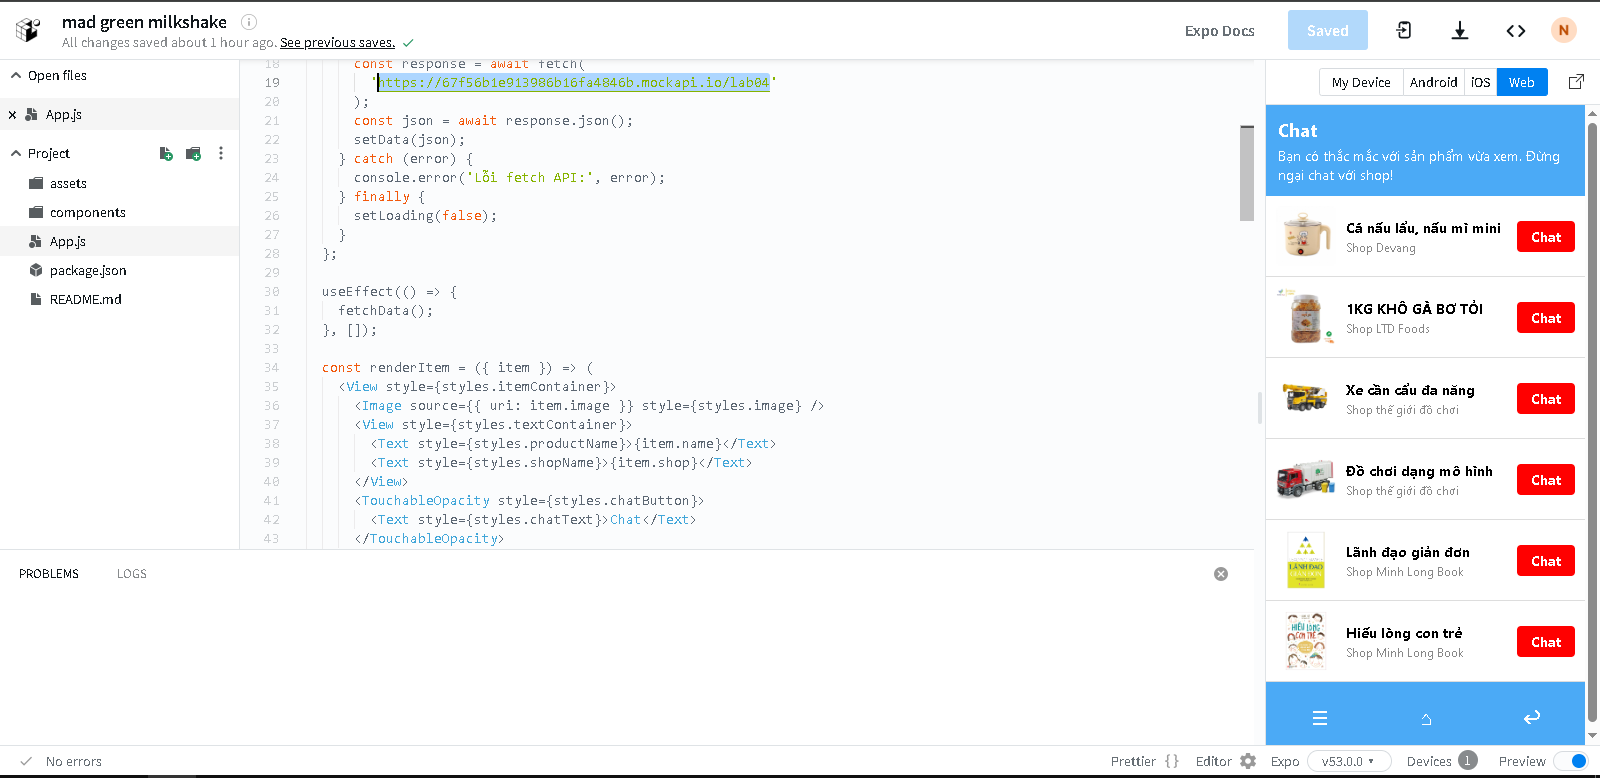 mad green milkshake
All changes saved about 1 hour ago. See previous saves.
Expo Docs
Saved
N
Open files
App.js
Project
assets
components
App.js
package.json
README.md
18 const response = await fetch(
19 'https://67f56b1e913986b16fa4846b.mockapi.io/lab04'
20 );
21 const json = await response.json();
22 setData(json);
23 } catch (error) {
24 console.error('Lỗi fetch API:', error);
25 } finally {
26 setLoading(false);
27 }
28 };
29
30 useEffect(() => {
31 fetchData();
32 }, []);
33
34 const renderItem = ({ item }) => (
35 <View style={styles.itemContainer}>
36 <Image source={{ uri: item.image }} style={styles.image} />
37 <View style={styles.textContainer}>
38 <Text style={styles.productName}>{item.name}</Text>
39 <Text style={styles.shopName}>{item.shop}</Text>
40 </View>
41 <TouchableOpacity style={styles.chatButton}>
42 <Text style={styles.chatText}>Chat</Text>
43 </TouchableOpacity>
PROBLEMS LOGS
My Device Android iOS Web
Chat
Bạn có thắc mắc với sản phẩm vừa xem. Đừng
ngại chat với shop!
Cá nấu lẩu, nấu mì mini
Shop Devang
Chat
1KG KHÔ GÀ BƠ TỎI
Shop LTD Foods
Chat
Xe cần cẩu đa năng
Shop thế giới đồ chơi
Chat
Đồ chơi dạng mô hình
Shop thế giới đồ chơi
Chat
LÃNH ĐẠO
GIẢN ĐƠN
Lãnh đạo giản đơn
Shop Minh Long Book
Chat
HIỂU LÒNG
CON TRẺ
Hiểu lòng con trẻ
Shop Minh Long Book
Chat
No errors
Prettier { } Editor Expo v53.0.0 Devices 1 Preview